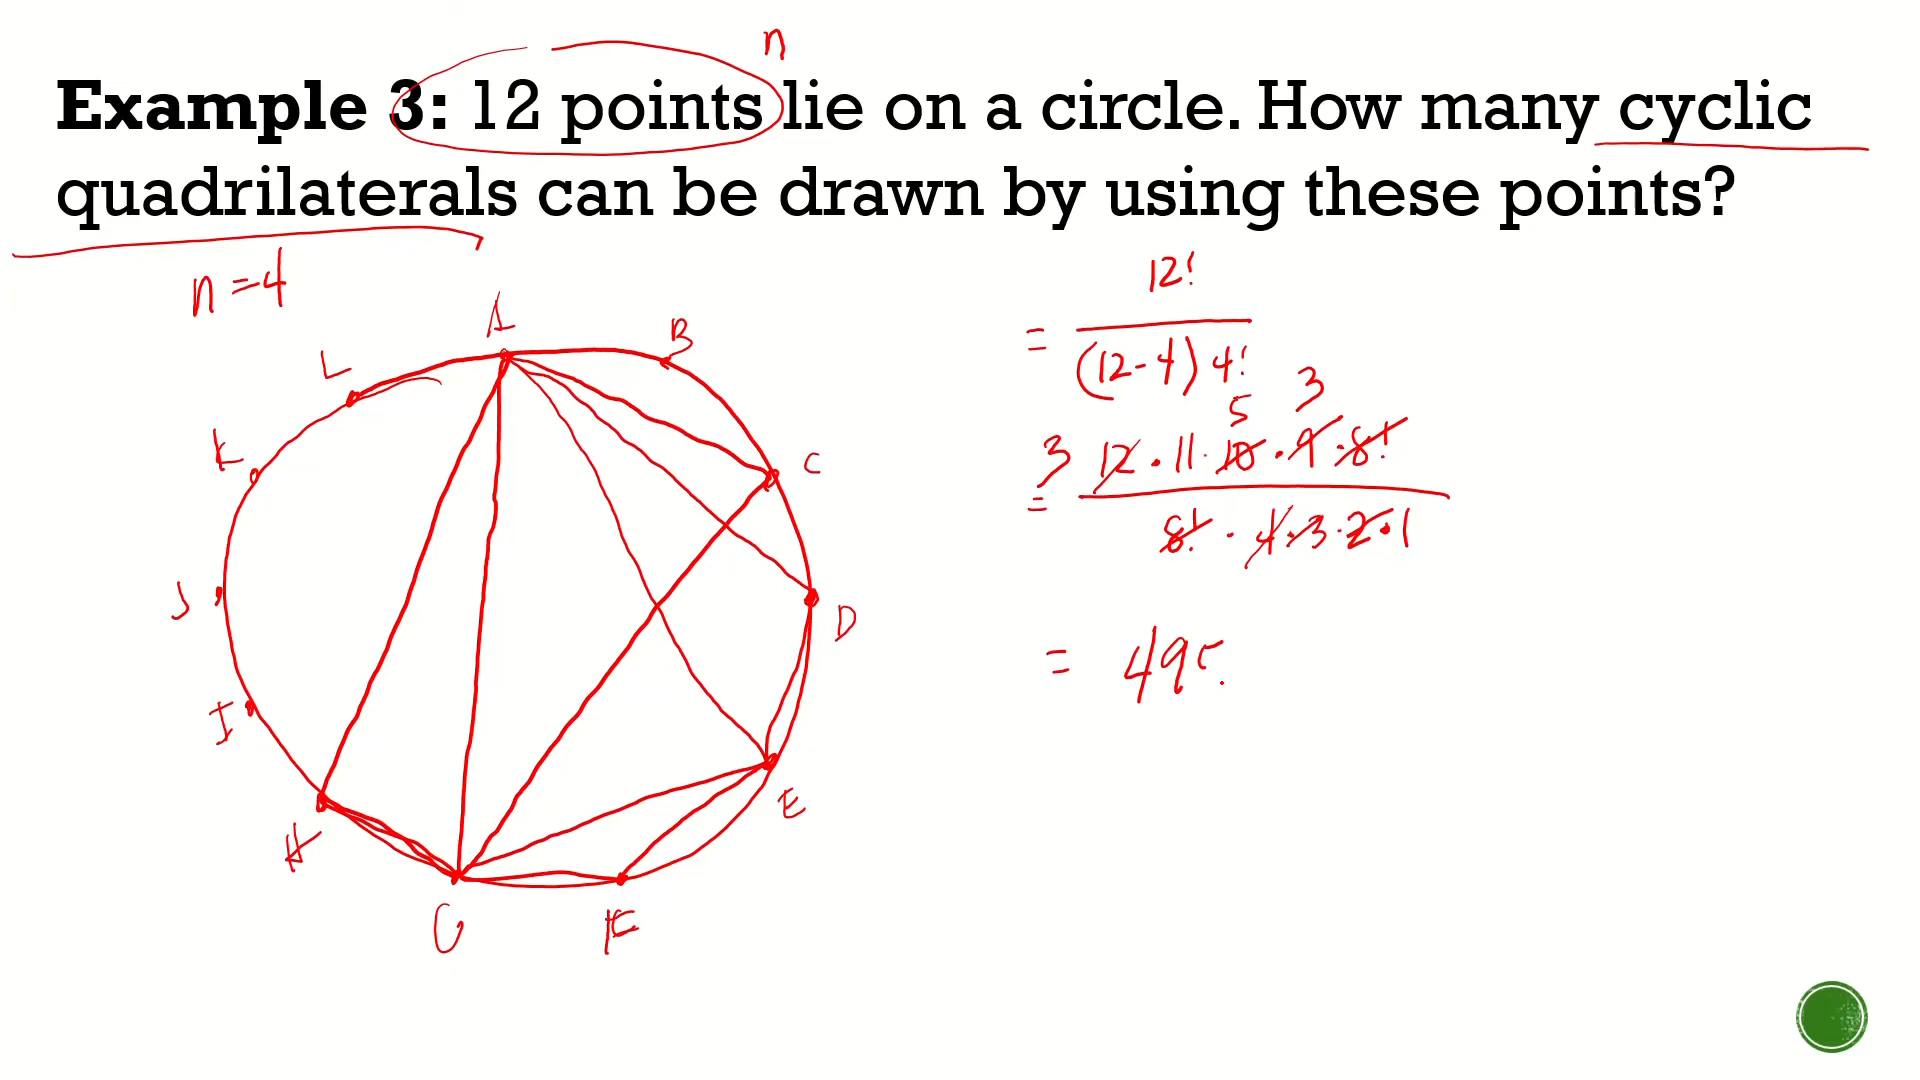 n
Example 3: 12 points lie on a circle. How many cyclic
quadrilaterals can be drawn by using these points?
n=4
A
B
L
K
C
J
D
I
E
H
G
F
12!
= (12-4) 4!
5 3
3 12 · 11 · 10 · 9 · 8!
= 8! · 4 · 3 · 2 · 1
= 495